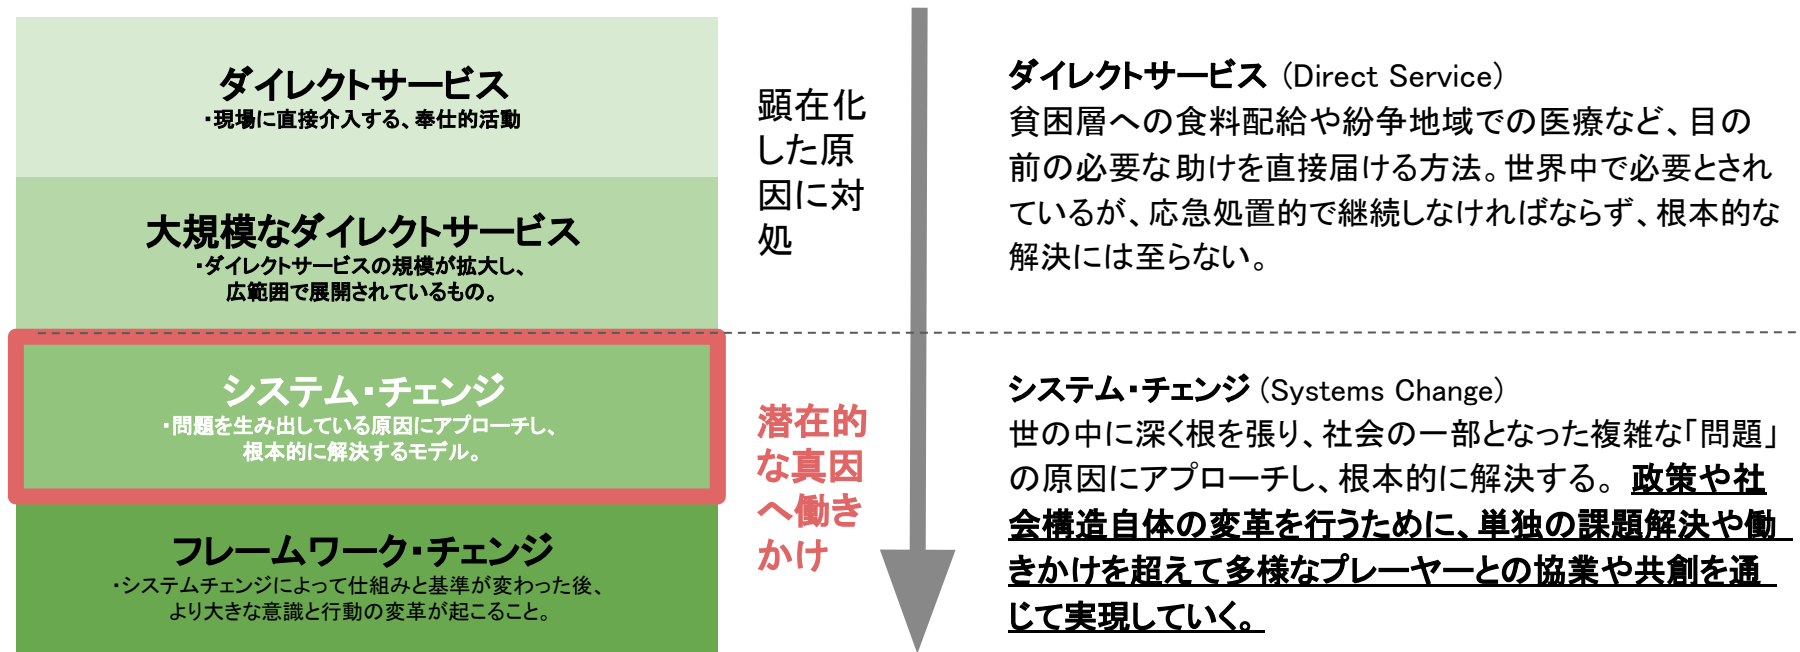 ダイレクトサービス
・現場に直接介入する、奉仕的活動
大規模なダイレクトサービス
・ダイレクトサービスの規模が拡大し、
広範囲で展開されているもの。
システム・チェンジ
・問題を生み出している原因にアプローチし、
根本的に解決するモデル。
フレームワーク・チェンジ
・システムチェンジによって仕組みと基準が変わった後、
より大きな意識と行動の変革が起こること。
顕在化
した原
因に対
処
潜在的
な真因
へ働き
かけ
ダイレクトサービス (Direct Service)
貧困層への食料配給や紛争地域での医療など、目の
前の必要な助けを直接届ける方法。世界中で必要とされ
ているが、応急処置的で継続しなければならず、根本的な
解決には至らない。
システム・チェンジ (Systems Change)
世の中に深く根を張り、社会の一部となった複雑な「問題」
の原因にアプローチし、根本的に解決する。政策や社
会構造自体の変革を行うために、単独の課題解決や働
きかけを超えて多様なプレーヤーとの協業や共創を通
じて実現していく。